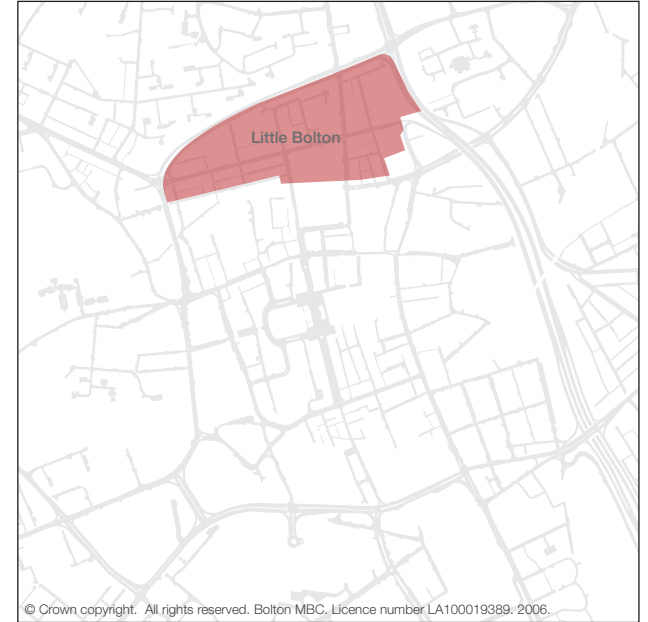 Little Bolton
© Crown copyright. All rights reserved. Bolton MBC. Licence number LA100019389. 2006.